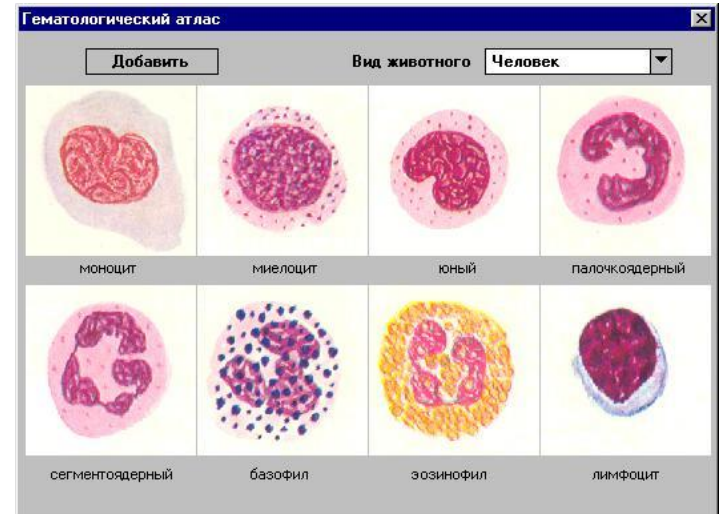 Гематологический атлас
Добавить Вид животного Человек
моноцит миелоцит юный палочкоядерный
сегментоядерный базофил эозинофил лимфоцит